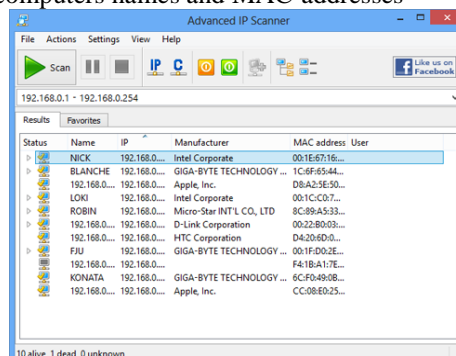 computers names and MAC addresses
Advanced IP Scanner
File Actions Settings View Help
Scan IP C Like us on
Facebook
192.168.0.1 - 192.168.0.254
Results Favorites
Status Name IP Manufacturer MAC address User
NICK 192.168.0.... Intel Corporate 00:1E:67:16:...
BLANCHE 192.168.0.... GIGA-BYTE TECHNOLOGY ... 1C:6F:65:44...
192.168.0.... 192.168.0.... Apple, Inc. D8:A2:5E:50...
LOKI 192.168.0.... Intel Corporate 00:1C:C0:7...
ROBIN 192.168.0.... Micro-Star INT'L CO., LTD 8C:89:A5:33...
192.168.0.... 192.168.0.... D-Link Corporation 00:22:B0:03:...
192.168.0.... 192.168.0.... HTC Corporation D4:20:6D:0...
FJU 192.168.0.... GIGA-BYTE TECHNOLOGY ... 00:1F:D0:2E...
192.168.0.... 192.168.0.... F4:1B:A1:7E...
KONATA 192.168.0.... GIGA-BYTE TECHNOLOGY ... 6C:F0:49:0B...
192.168.0.... 192.168.0.... Apple, Inc. CC:08:E0:25...
10 alive, 1 dead, 0 unknown